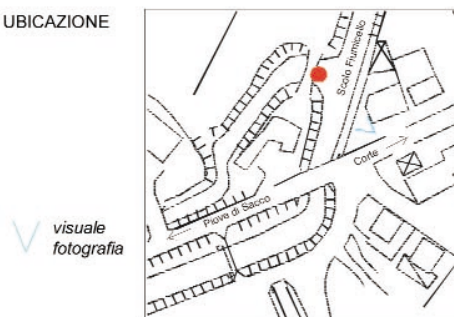 UBICAZIONE
Scolo Fiumicello
Corte
Piove di Sacco
visuale
fotografia